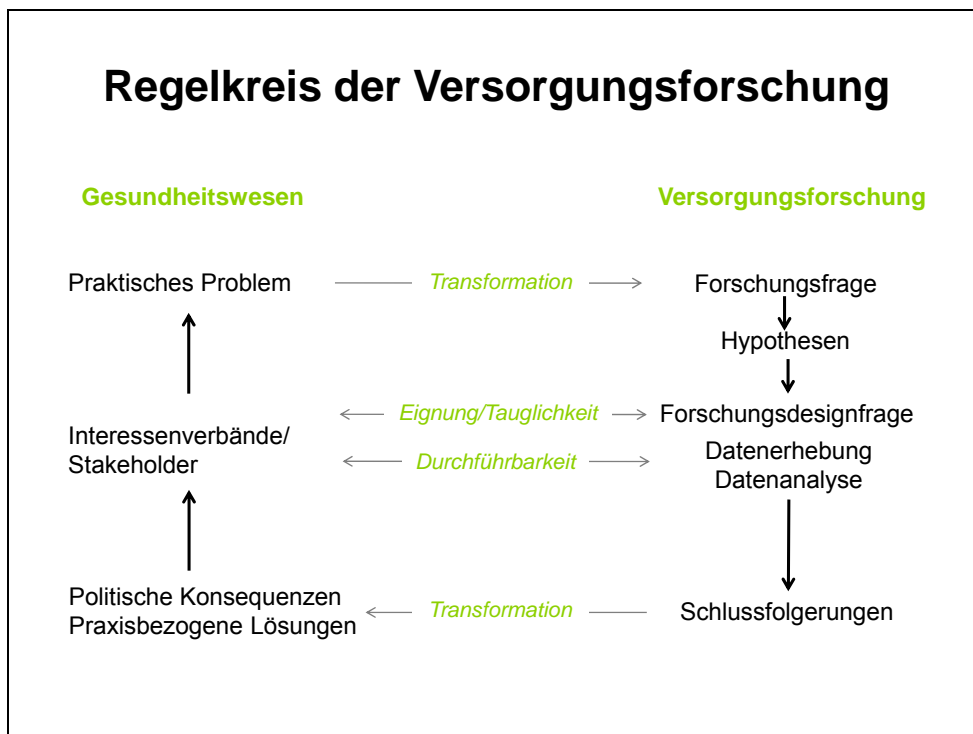 Regelkreis der Versorgungsforschung
Gesundheitswesen
Versorgungsforschung
Praktisches Problem
Transformation
Forschungsfrage
Hypothesen
Eignung/Tauglichkeit
Forschungsdesignfrage
Interessenverbände/
Stakeholder
Durchführbarkeit
Datenerhebung
Datenanalyse
Politische Konsequenzen
Praxisbezogene Lösungen
Transformation
Schlussfolgerungen